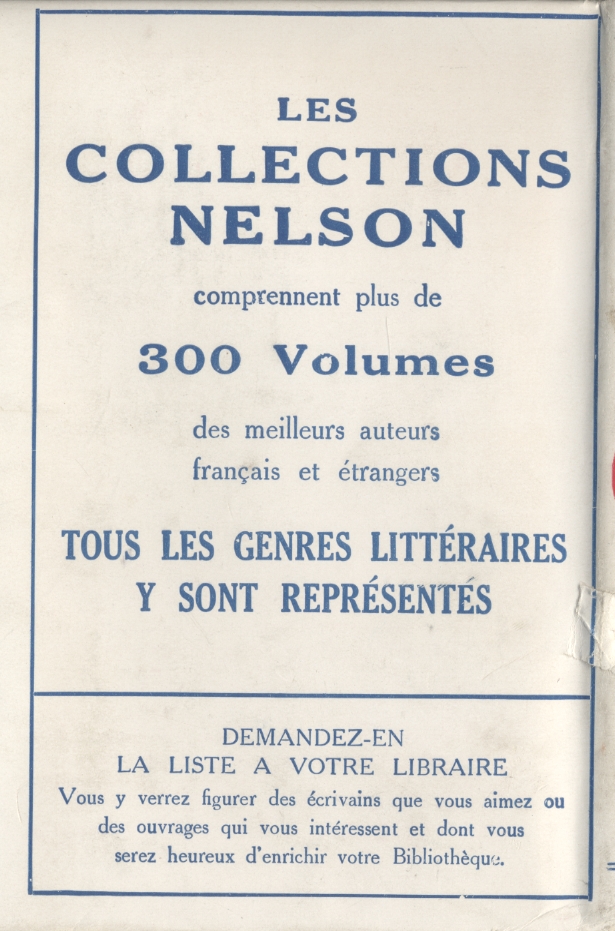 LES
COLLECTIONS
NELSON
comprennent plus de
300 Volumes
des meilleurs auteurs
français et étrangers
TOUS LES GENRES LITTÉRAIRES
Y SONT REPRÉSENTÉS
DEMANDEZ-EN
LA LISTE A VOTRE LIBRAIRE
Vous y verrez figurer des écrivains que vous aimez ou
des ouvrages qui vous intéressent et dont vous
serez heureux d'enrichir votre Bibliothèque.